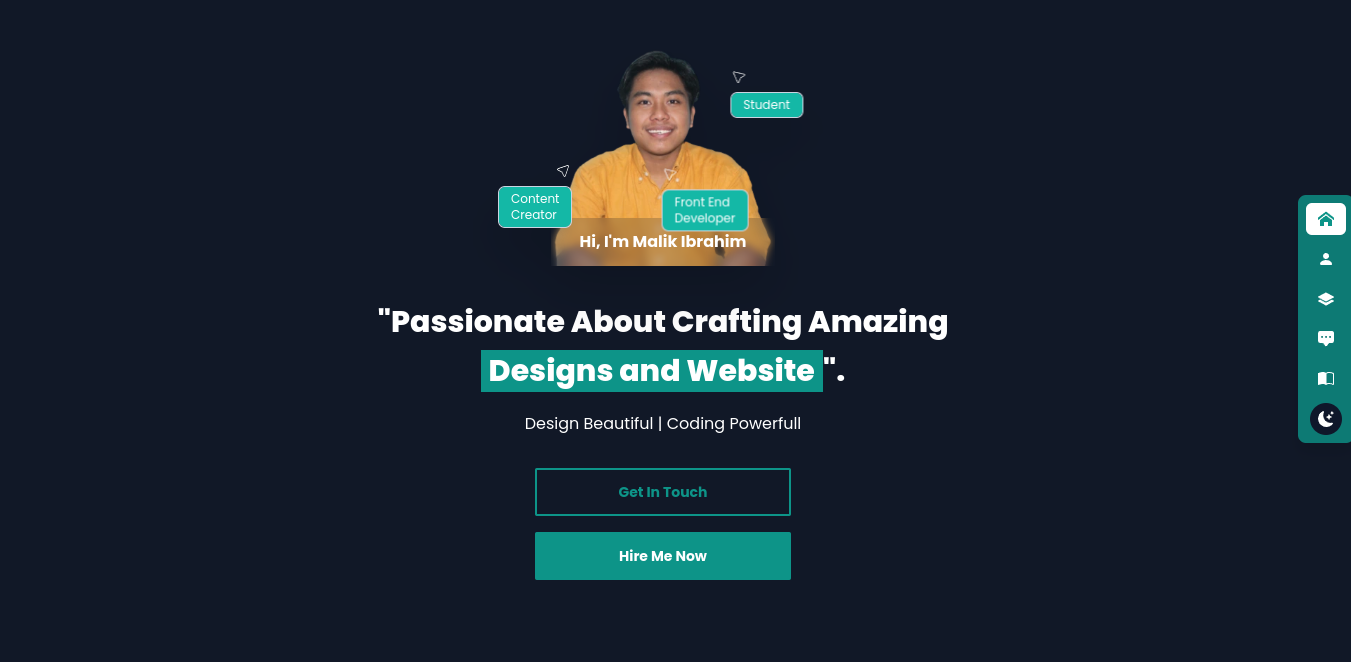 Student
Content
Creator
Front End
Developer
Hi, I'm Malik Ibrahim
"Passionate About Crafting Amazing
Designs and Website ".
Design Beautiful | Coding Powerfull
Get In Touch
Hire Me Now